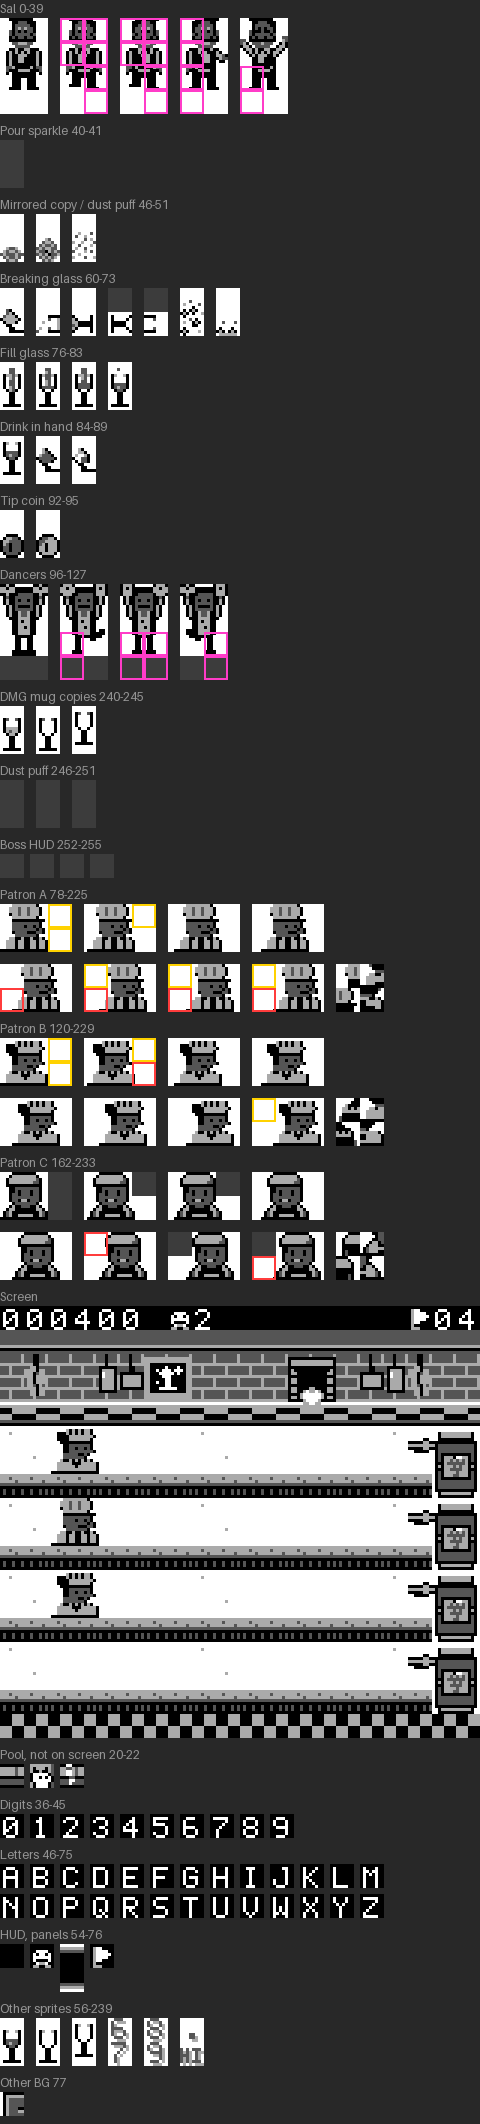 Sal 0-39
Pour sparkle 40-41
Mirrored copy / dust puff 46-51
Breaking glass 60-73
Fill glass 76-83
Drink in hand 84-89
Tip coin 92-95
Dancers 96-127
DMG mug copies 240-245
Dust puff 246-251
Boss HUD 252-255
Patron A 78-225
Patron B 120-229
Patron C 162-233
Screen
000400 2 04
Pool, not on screen 20-22
Digits 36-45
0 1 2 3 4 5 6 7 8 9
Letters 46-75
A B C D E F G H I J K L M
N O P Q R S T U V W X Y Z
HUD, panels 54-76
Other sprites 56-239
HI
Other BG 77